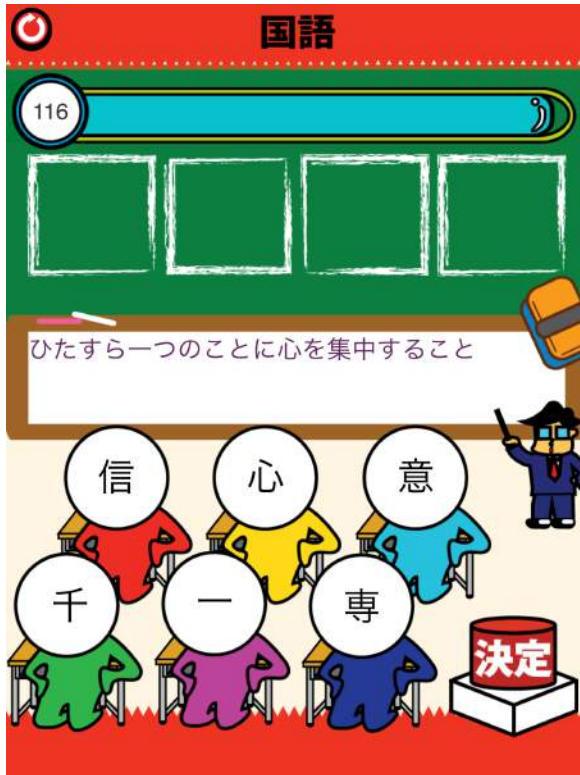 国語
116
ひたすら一つのことに心を集中すること
信 心 意
千 一 専
決定